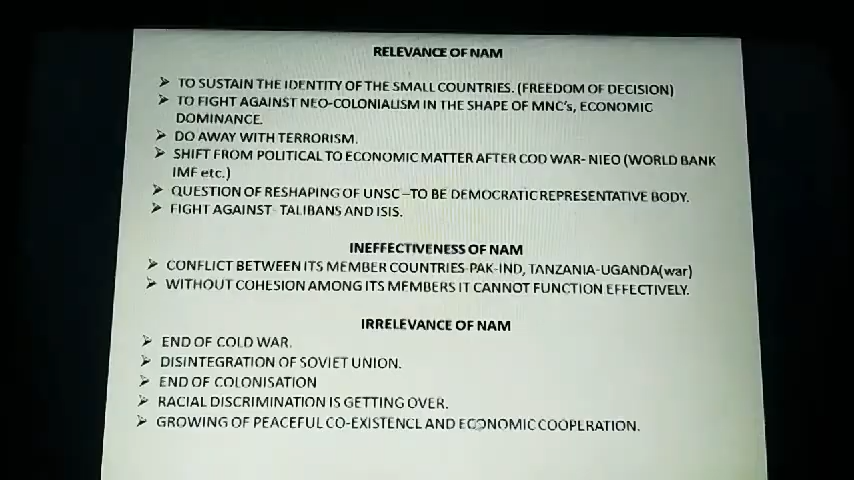 RELEVANCE OF NAM
➢ TO SUSTAIN THE IDENTITY OF THE SMALL COUNTRIES. (FREEDOM OF DECISION)
➢ TO FIGHT AGAINST NEO-COLONIALISM IN THE SHAPE OF MNC's, ECONOMIC
DOMINANCE.
➢ DO AWAY WITH TERRORISM.
➢ SHIFT FROM POLITICAL TO ECONOMIC MATTER AFTER COD WAR- NIEO (WORLD BANK
IMF etc.)
➢ QUESTION OF RESHAPING OF UNSC –TO BE DEMOCRATIC REPRESENTATIVE BODY.
➢ FIGHT AGAINST- TALIBANS AND ISIS.
INEFFECTIVENESS OF NAM
➢ CONFLICT BETWEEN ITS MEMBER COUNTRIES-PAK-IND, TANZANIA-UGANDA(war)
➢ WITHOUT COHESION AMONG ITS MEMBERS IT CANNOT FUNCTION EFFECTIVELY.
IRRELEVANCE OF NAM
➢ END OF COLD WAR.
➢ DISINTEGRATION OF SOVIET UNION.
➢ END OF COLONISATION
➢ RACIAL DISCRIMINATION IS GETTING OVER.
➢ GROWING OF PEACEFUL CO-EXISTENCE AND ECONOMIC COOPERATION.